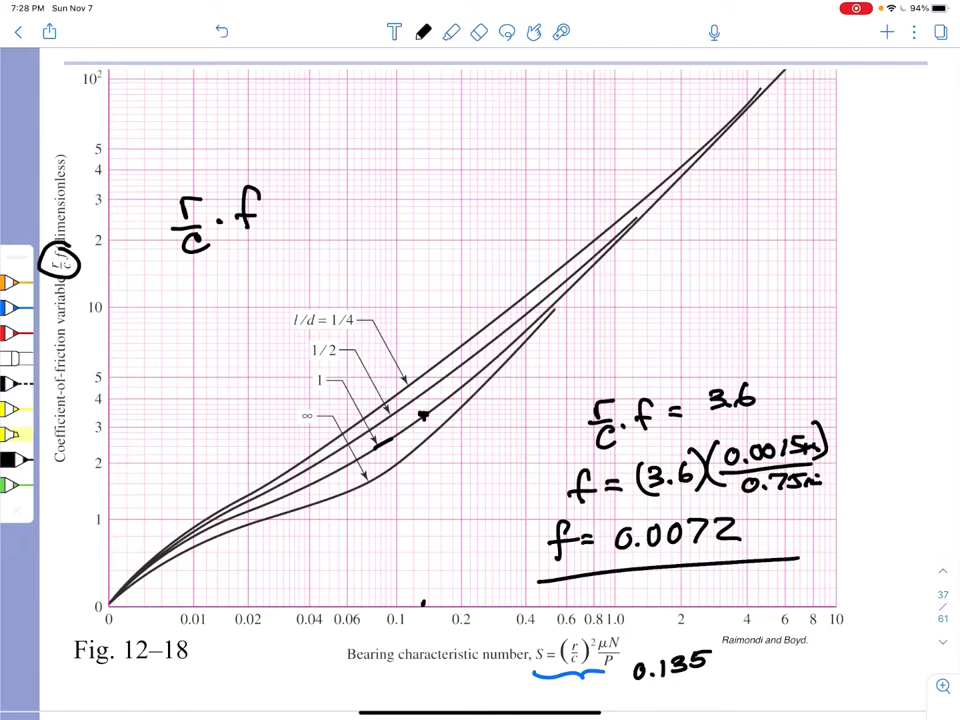 7:28 PM Sun Nov 7
94%
T
10²
5
4
3
2
10
5
4
3
2
1
0
Coefficient-of-friction variable r/c f (dimensionless)
r/c · f
l/d = 1/4
1/2
1
∞
r/c · f = 3.6
f = (3.6)(0.0015in/0.75in)
f = 0.0072
0 0.01 0.02 0.04 0.06 0.1 0.2 0.4 0.6 0.8 1.0 2 4 6 8 10
Raimondi and Boyd.
Fig. 12–18
Bearing characteristic number, S = (r/c)² μN/P
0.135
37
/
61